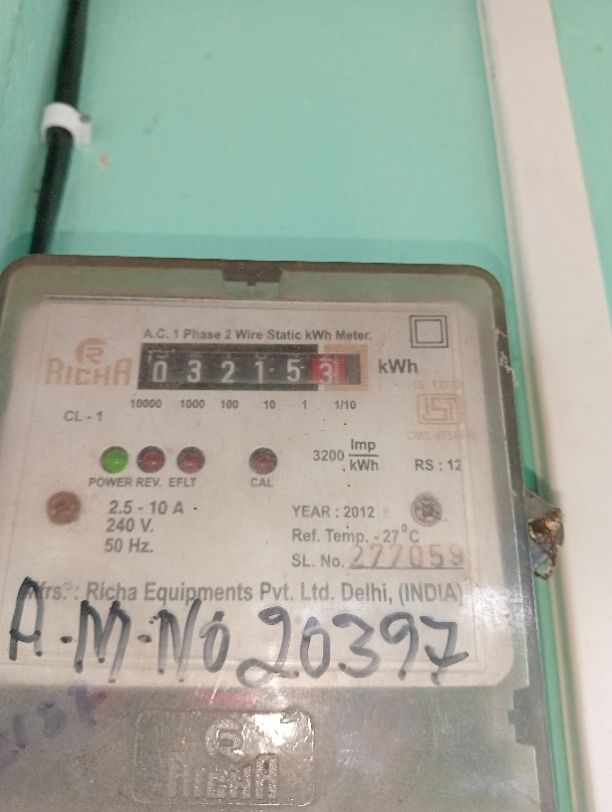 A.C. 1 Phase 2 Wire Static kWh Meter.
RICHA
0 3 2 1 5 3 kWh
10000 1000 100 10 1 1/10
CL - 1
IS
3200 Imp/kWh
RS : 12
POWER REV. EFLT CAL
2.5 - 10 A
240 V.
50 Hz.
YEAR : 2012
Ref. Temp. - 27°C
SL. No. 277059
Mfrs. : Richa Equipments Pvt. Ltd. Delhi, (INDIA)
A-M-No 20397
RICHA